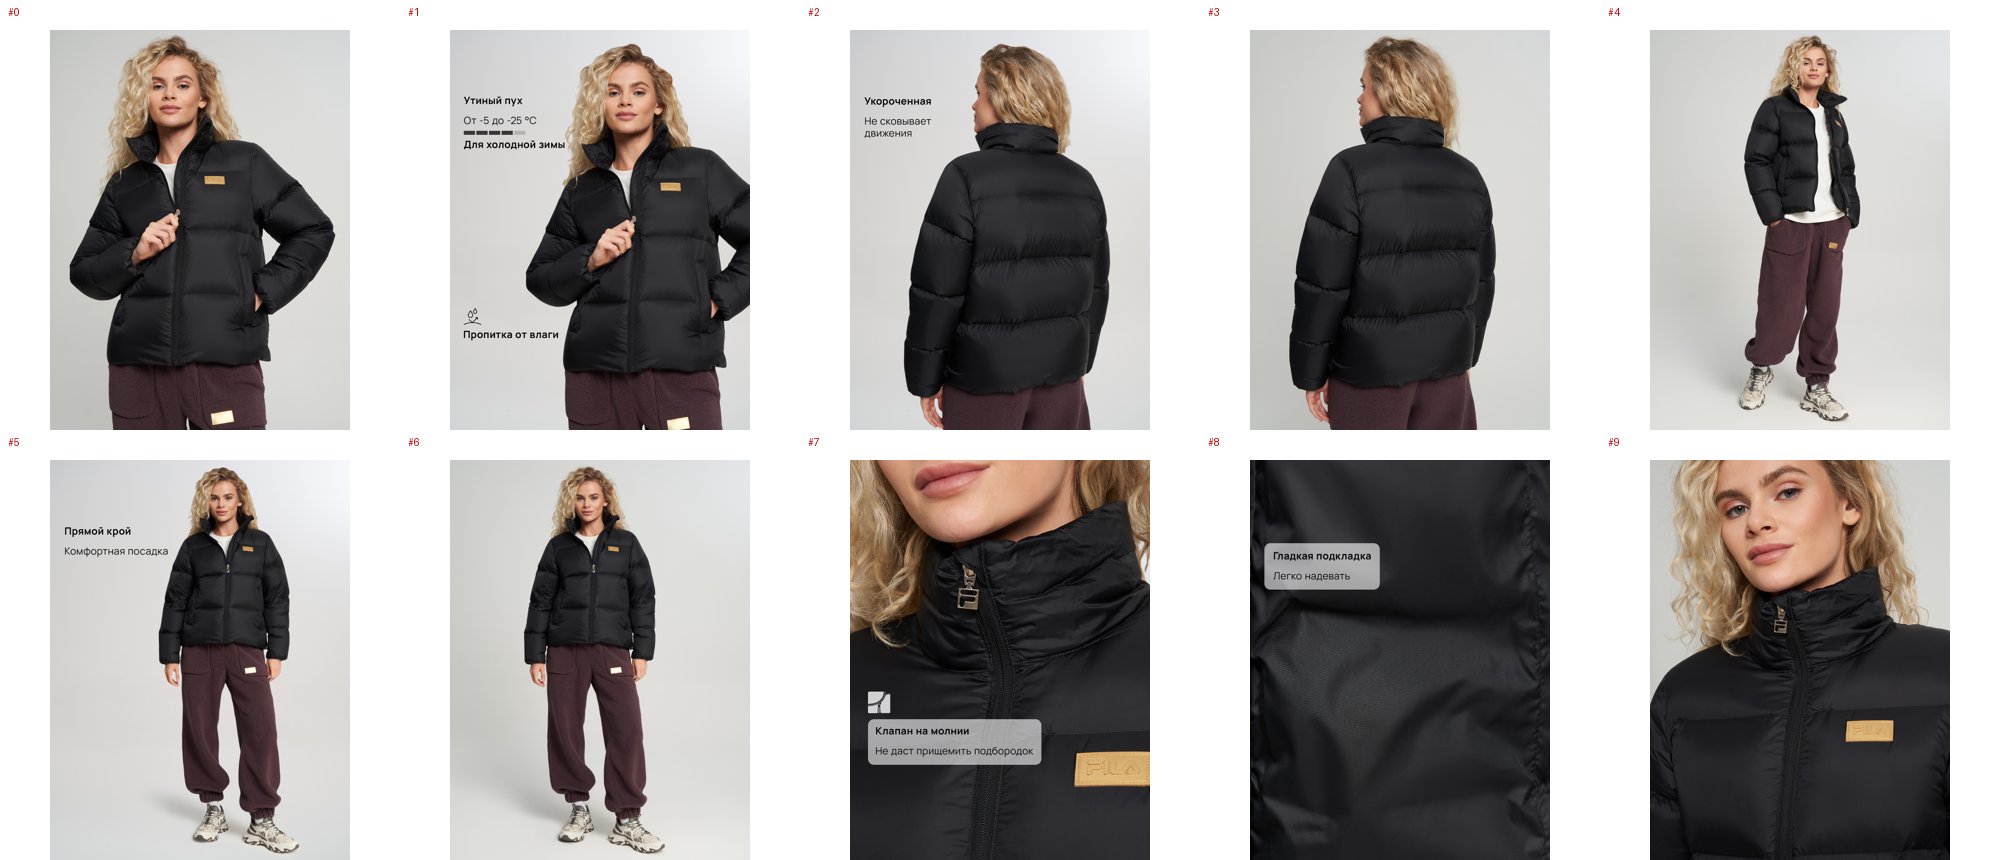 #0
#1
#2
#3
#4
Утиный пух
От -5 до -25 °C
Для холодной зимы
Пропитка от влаги
Укороченная
Не сковывает
движения
#5
#6
#7
#8
#9
Прямой крой
Комфортная посадка
Клапан на молнии
Не даст прищемить подбородок
FILA
Гладкая подкладка
Легко надевать